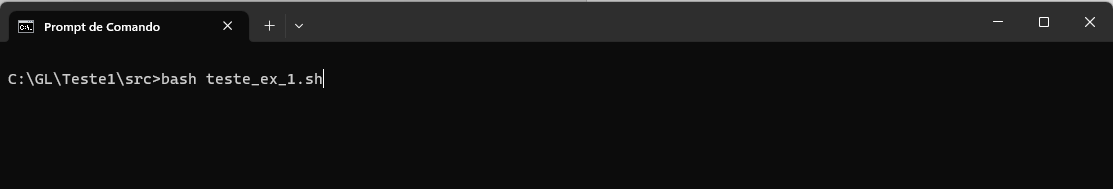 Prompt de Comando
C:\GL\Teste1\src>bash teste_ex_1.sh